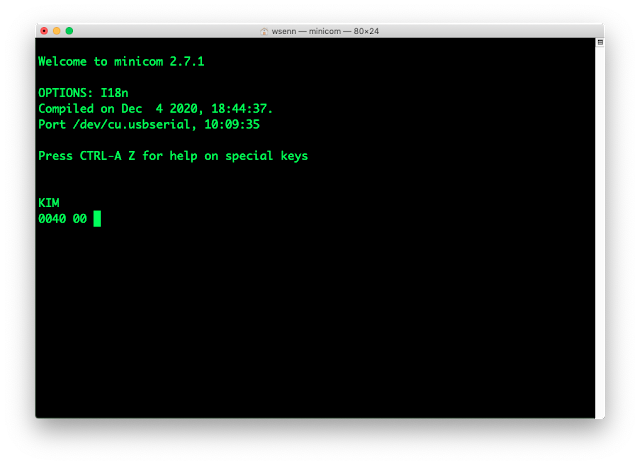 wsenn — minicom — 80×24
Welcome to minicom 2.7.1
OPTIONS: I18n
Compiled on Dec  4 2020, 18:44:37.
Port /dev/cu.usbserial, 10:09:35
Press CTRL-A Z for help on special keys
KIM
0040 00